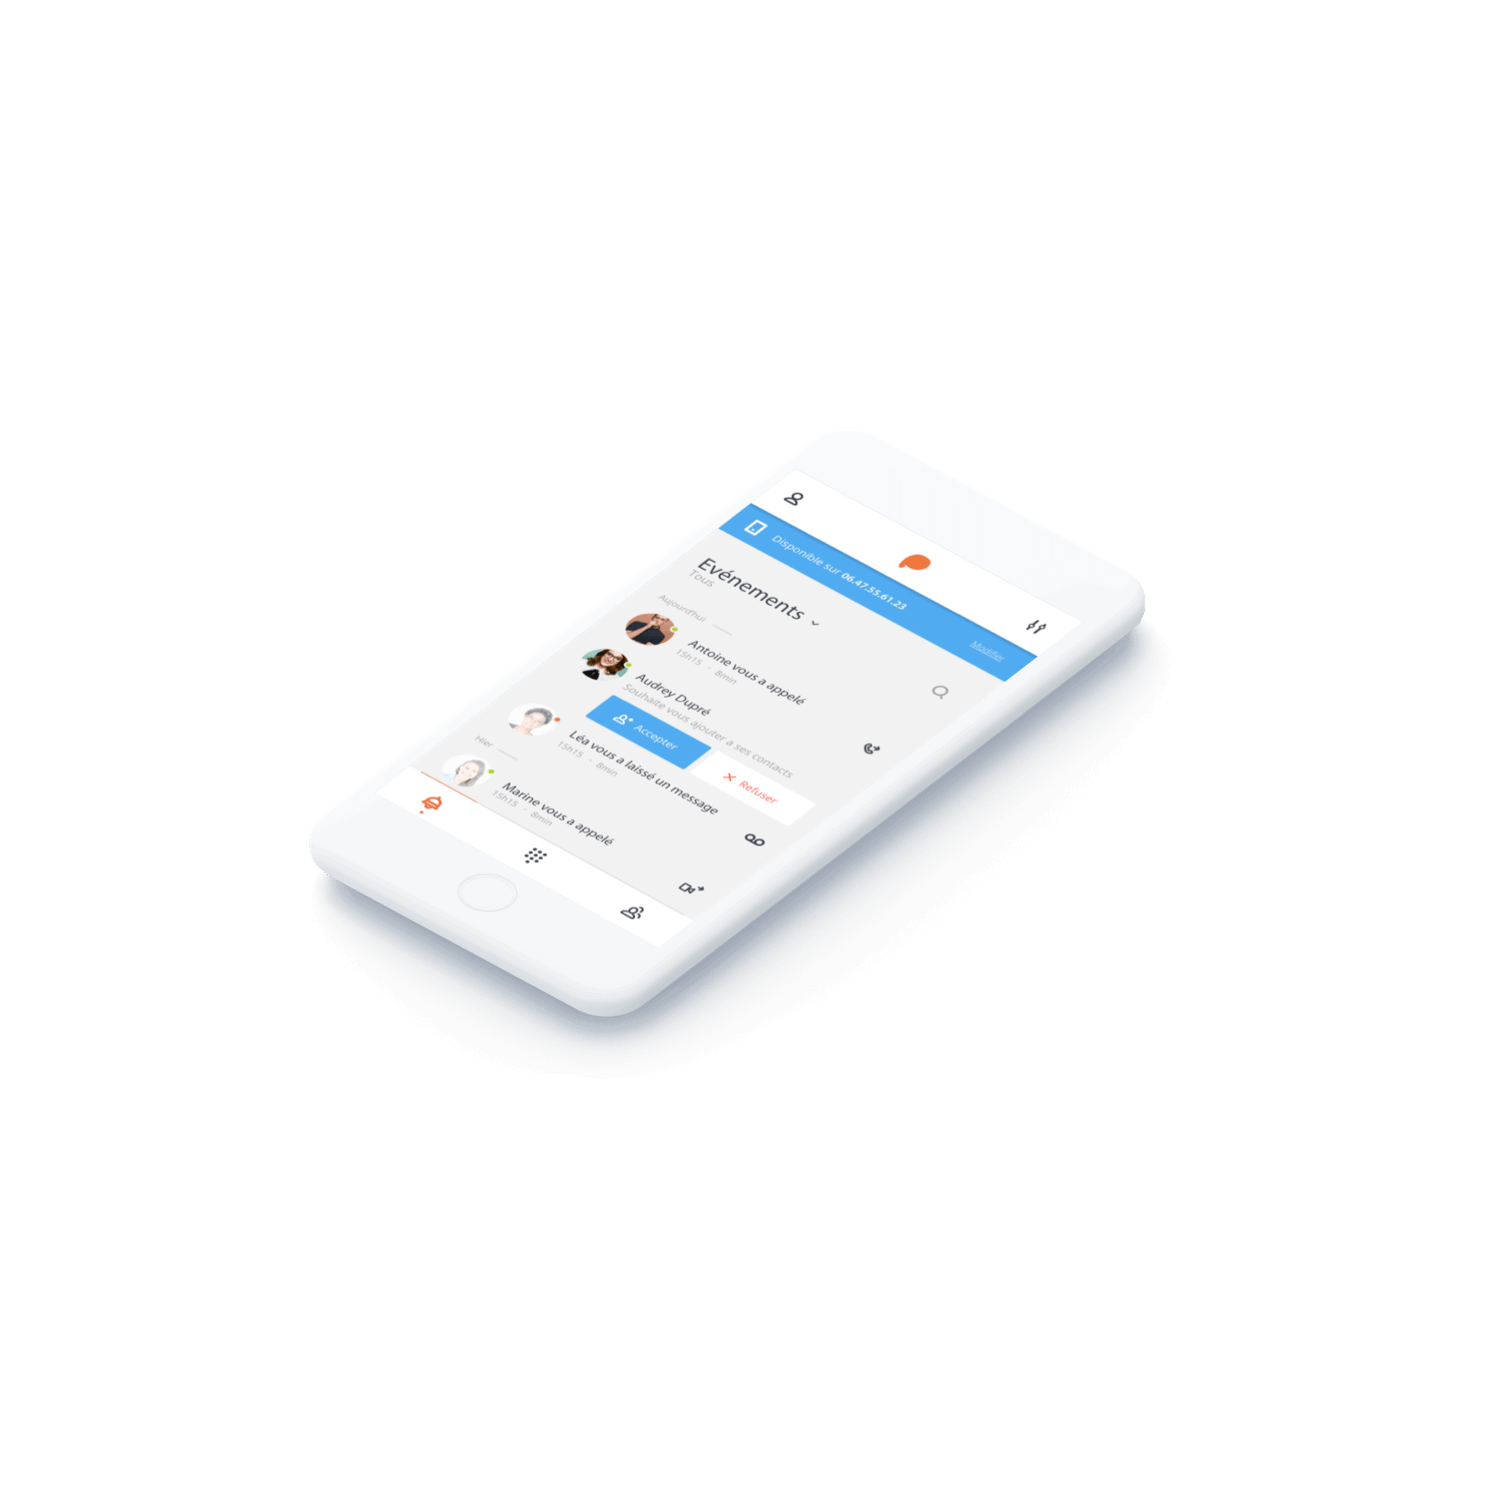 Disponible sur 06.47.55.61.23
Modifier
Evénements
Tous
Aujourd'hui
Antoine vous a appelé
15h15 - 8min
Audrey Dupré
Souhaite vous ajouter a ses contacts
Accepter
Refuser
Léa vous a laissé un message
15h15 - 8min
Hier
Marine vous a appelé
15h15 - 8min